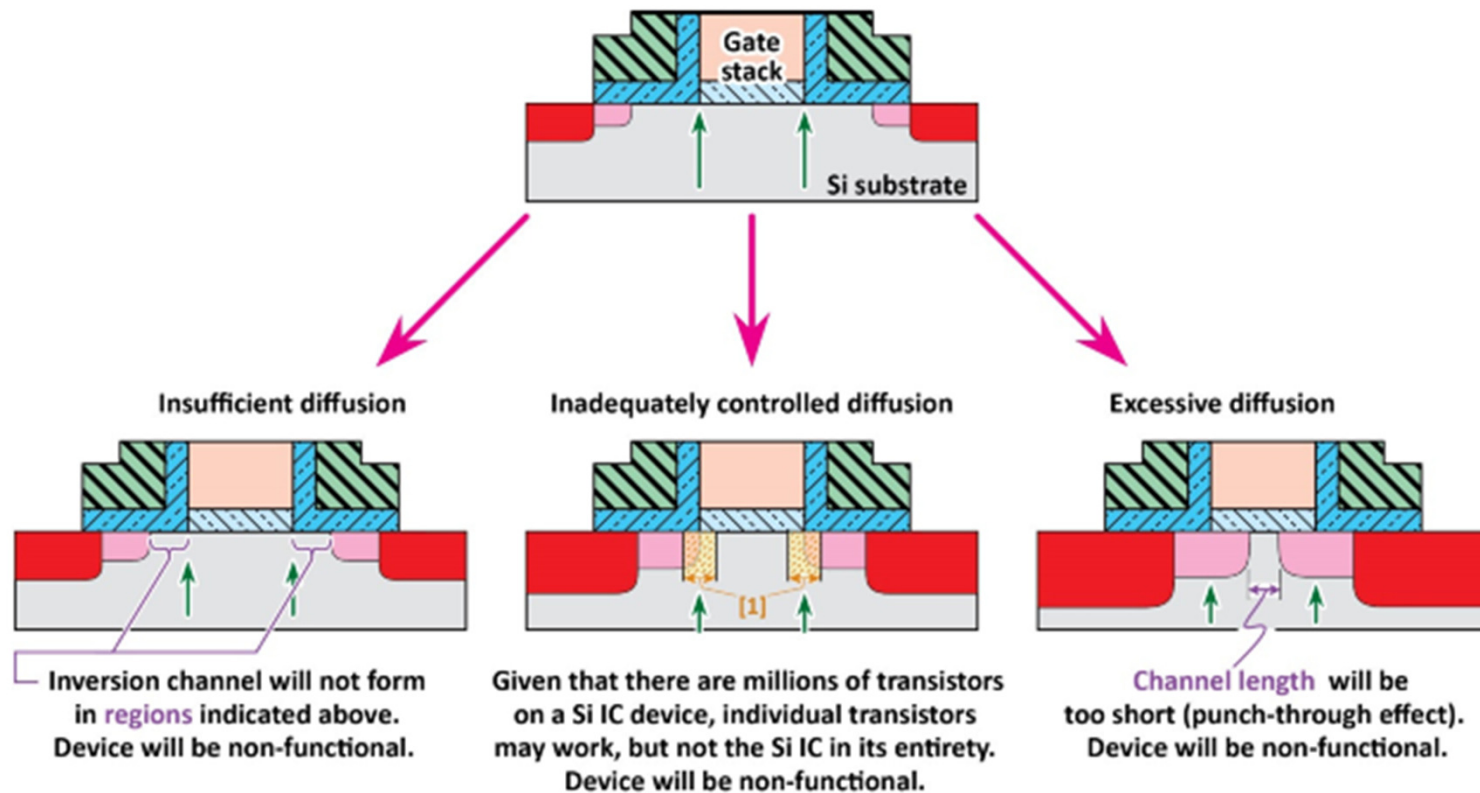 Gate
stack
Si substrate
Insufficient diffusion
Inversion channel will not form
in regions indicated above.
Device will be non-functional.
Inadequately controlled diffusion
[1]
Given that there are millions of transistors
on a Si IC device, individual transistors
may work, but not the Si IC in its entirety.
Device will be non-functional.
Excessive diffusion
Channel length will be
too short (punch-through effect).
Device will be non-functional.